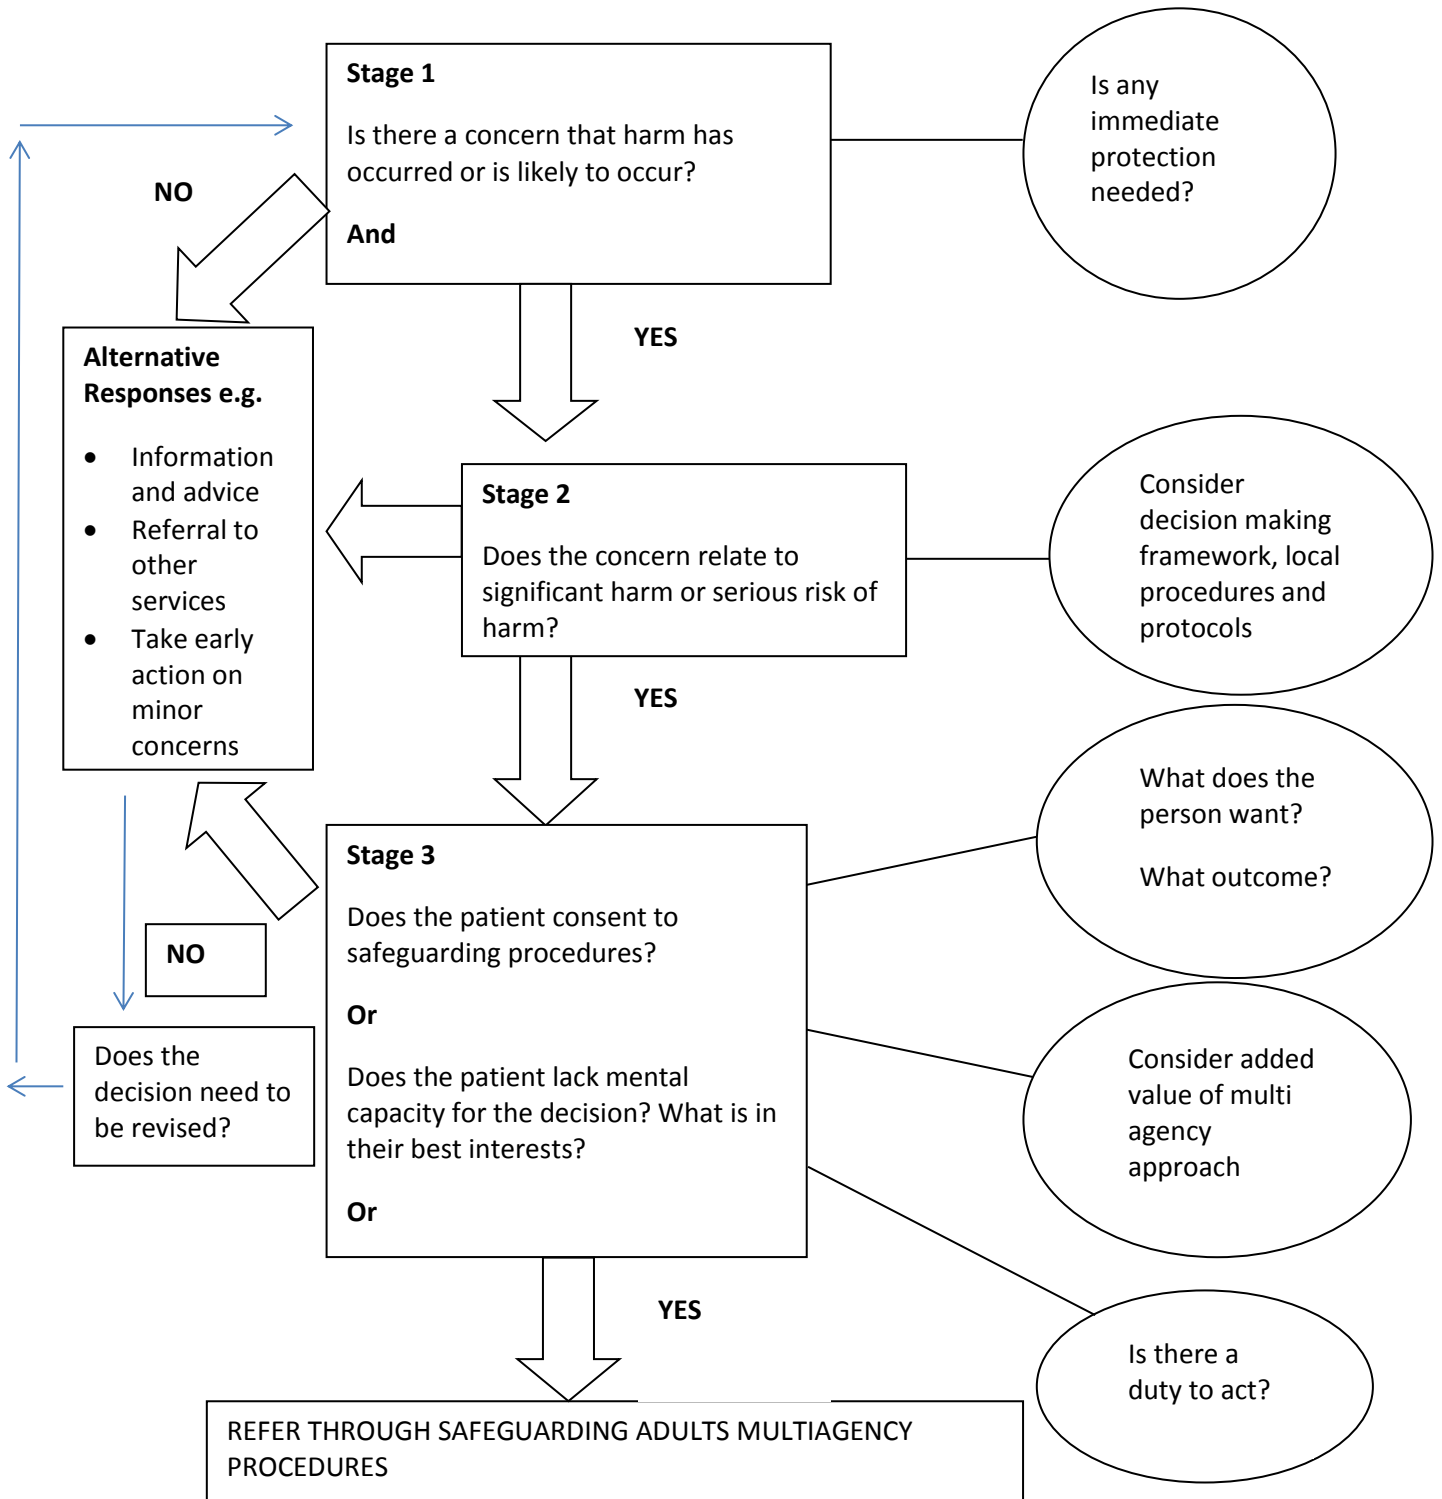 Stage 1
Is there a concern that harm has
occurred or is likely to occur?
And
Is any
immediate
protection
needed?
NO
YES
Alternative
Responses e.g.
• Information
and advice
• Referral to
other
services
• Take early
action on
minor
concerns
Stage 2
Does the concern relate to
significant harm or serious risk of
harm?
Consider
decision making
framework, local
procedures and
protocols
YES
What does the
person want?
What outcome?
Stage 3
Does the patient consent to
safeguarding procedures?
Or
Does the patient lack mental
capacity for the decision? What is in
their best interests?
Or
NO
Does the
decision need to
be revised?
Consider added
value of multi
agency
approach
YES
Is there a
duty to act?
REFER THROUGH SAFEGUARDING ADULTS MULTIAGENCY
PROCEDURES